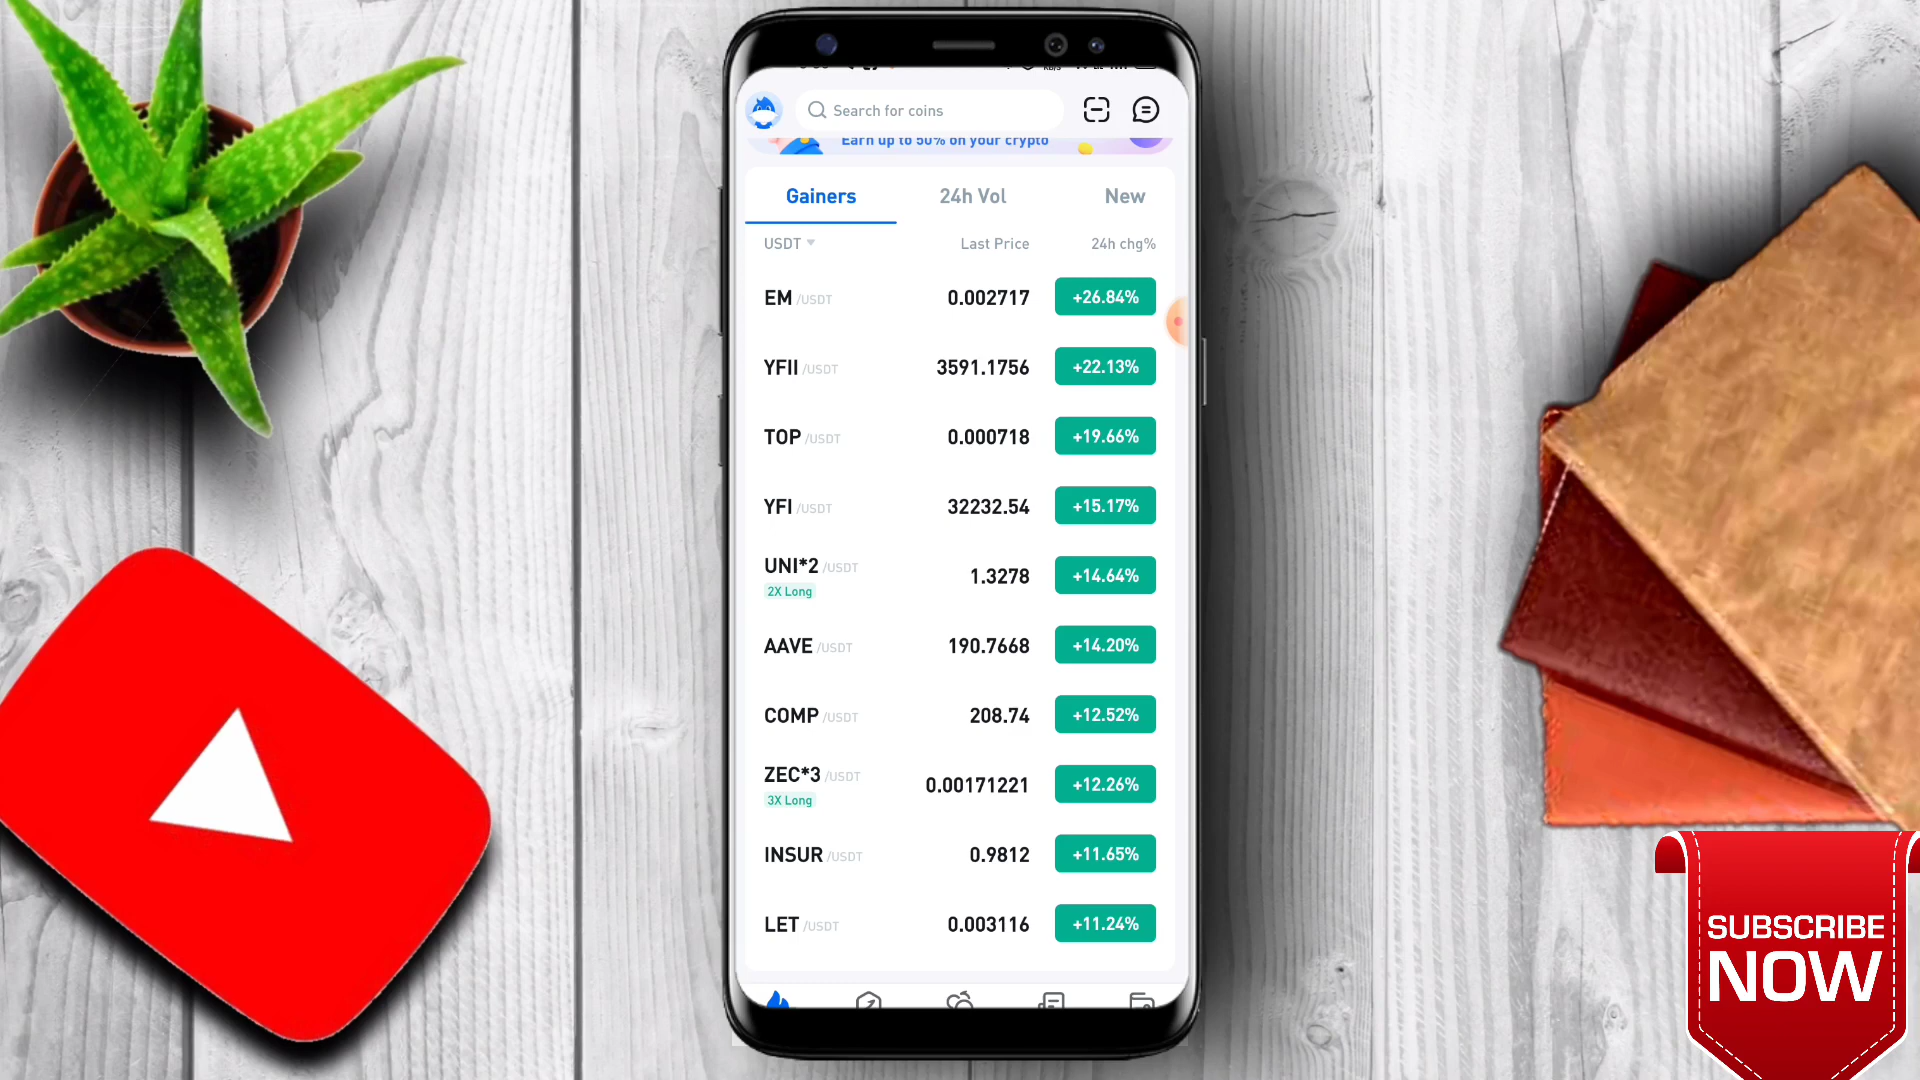 Search for coins
Earn up to 50% on your crypto
Gainers 24h Vol New
USDT Last Price 24h chg%
EM /USDT 0.002717 +26.84%
YFII /USDT 3591.1756 +22.13%
TOP /USDT 0.000718 +19.66%
YFI /USDT 32232.54 +15.17%
UNI*2 /USDT 1.3278 +14.64%
2X Long
AAVE /USDT 190.7668 +14.20%
COMP /USDT 208.74 +12.52%
ZEC*3 /USDT 0.00171221 +12.26%
3X Long
INSUR /USDT 0.9812 +11.65%
LET /USDT 0.003116 +11.24%
SUBSCRIBE
NOW